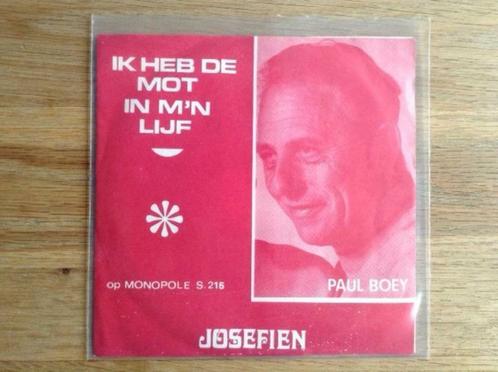 IK HEB DE
MOT
IN M'N
LIJF
op MONOPOLE S. 215
PAUL BOEY
JOSEFIEN